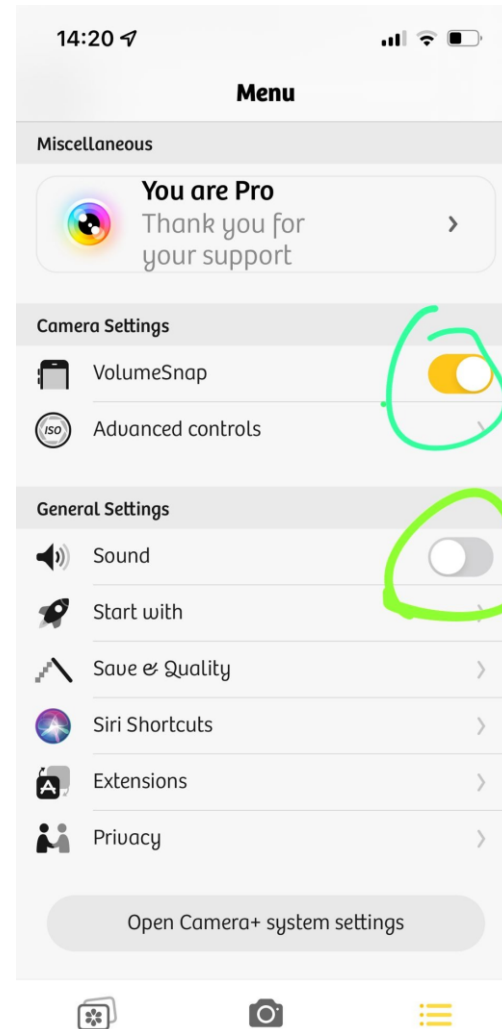 14:20
Menu
Miscellaneous
You are Pro
Thank you for
your support
Camera Settings
VolumeSnap
ISO
Advanced controls
General Settings
Sound
Start with
Save & Quality
Siri Shortcuts
Extensions
Privacy
Open Camera+ system settings